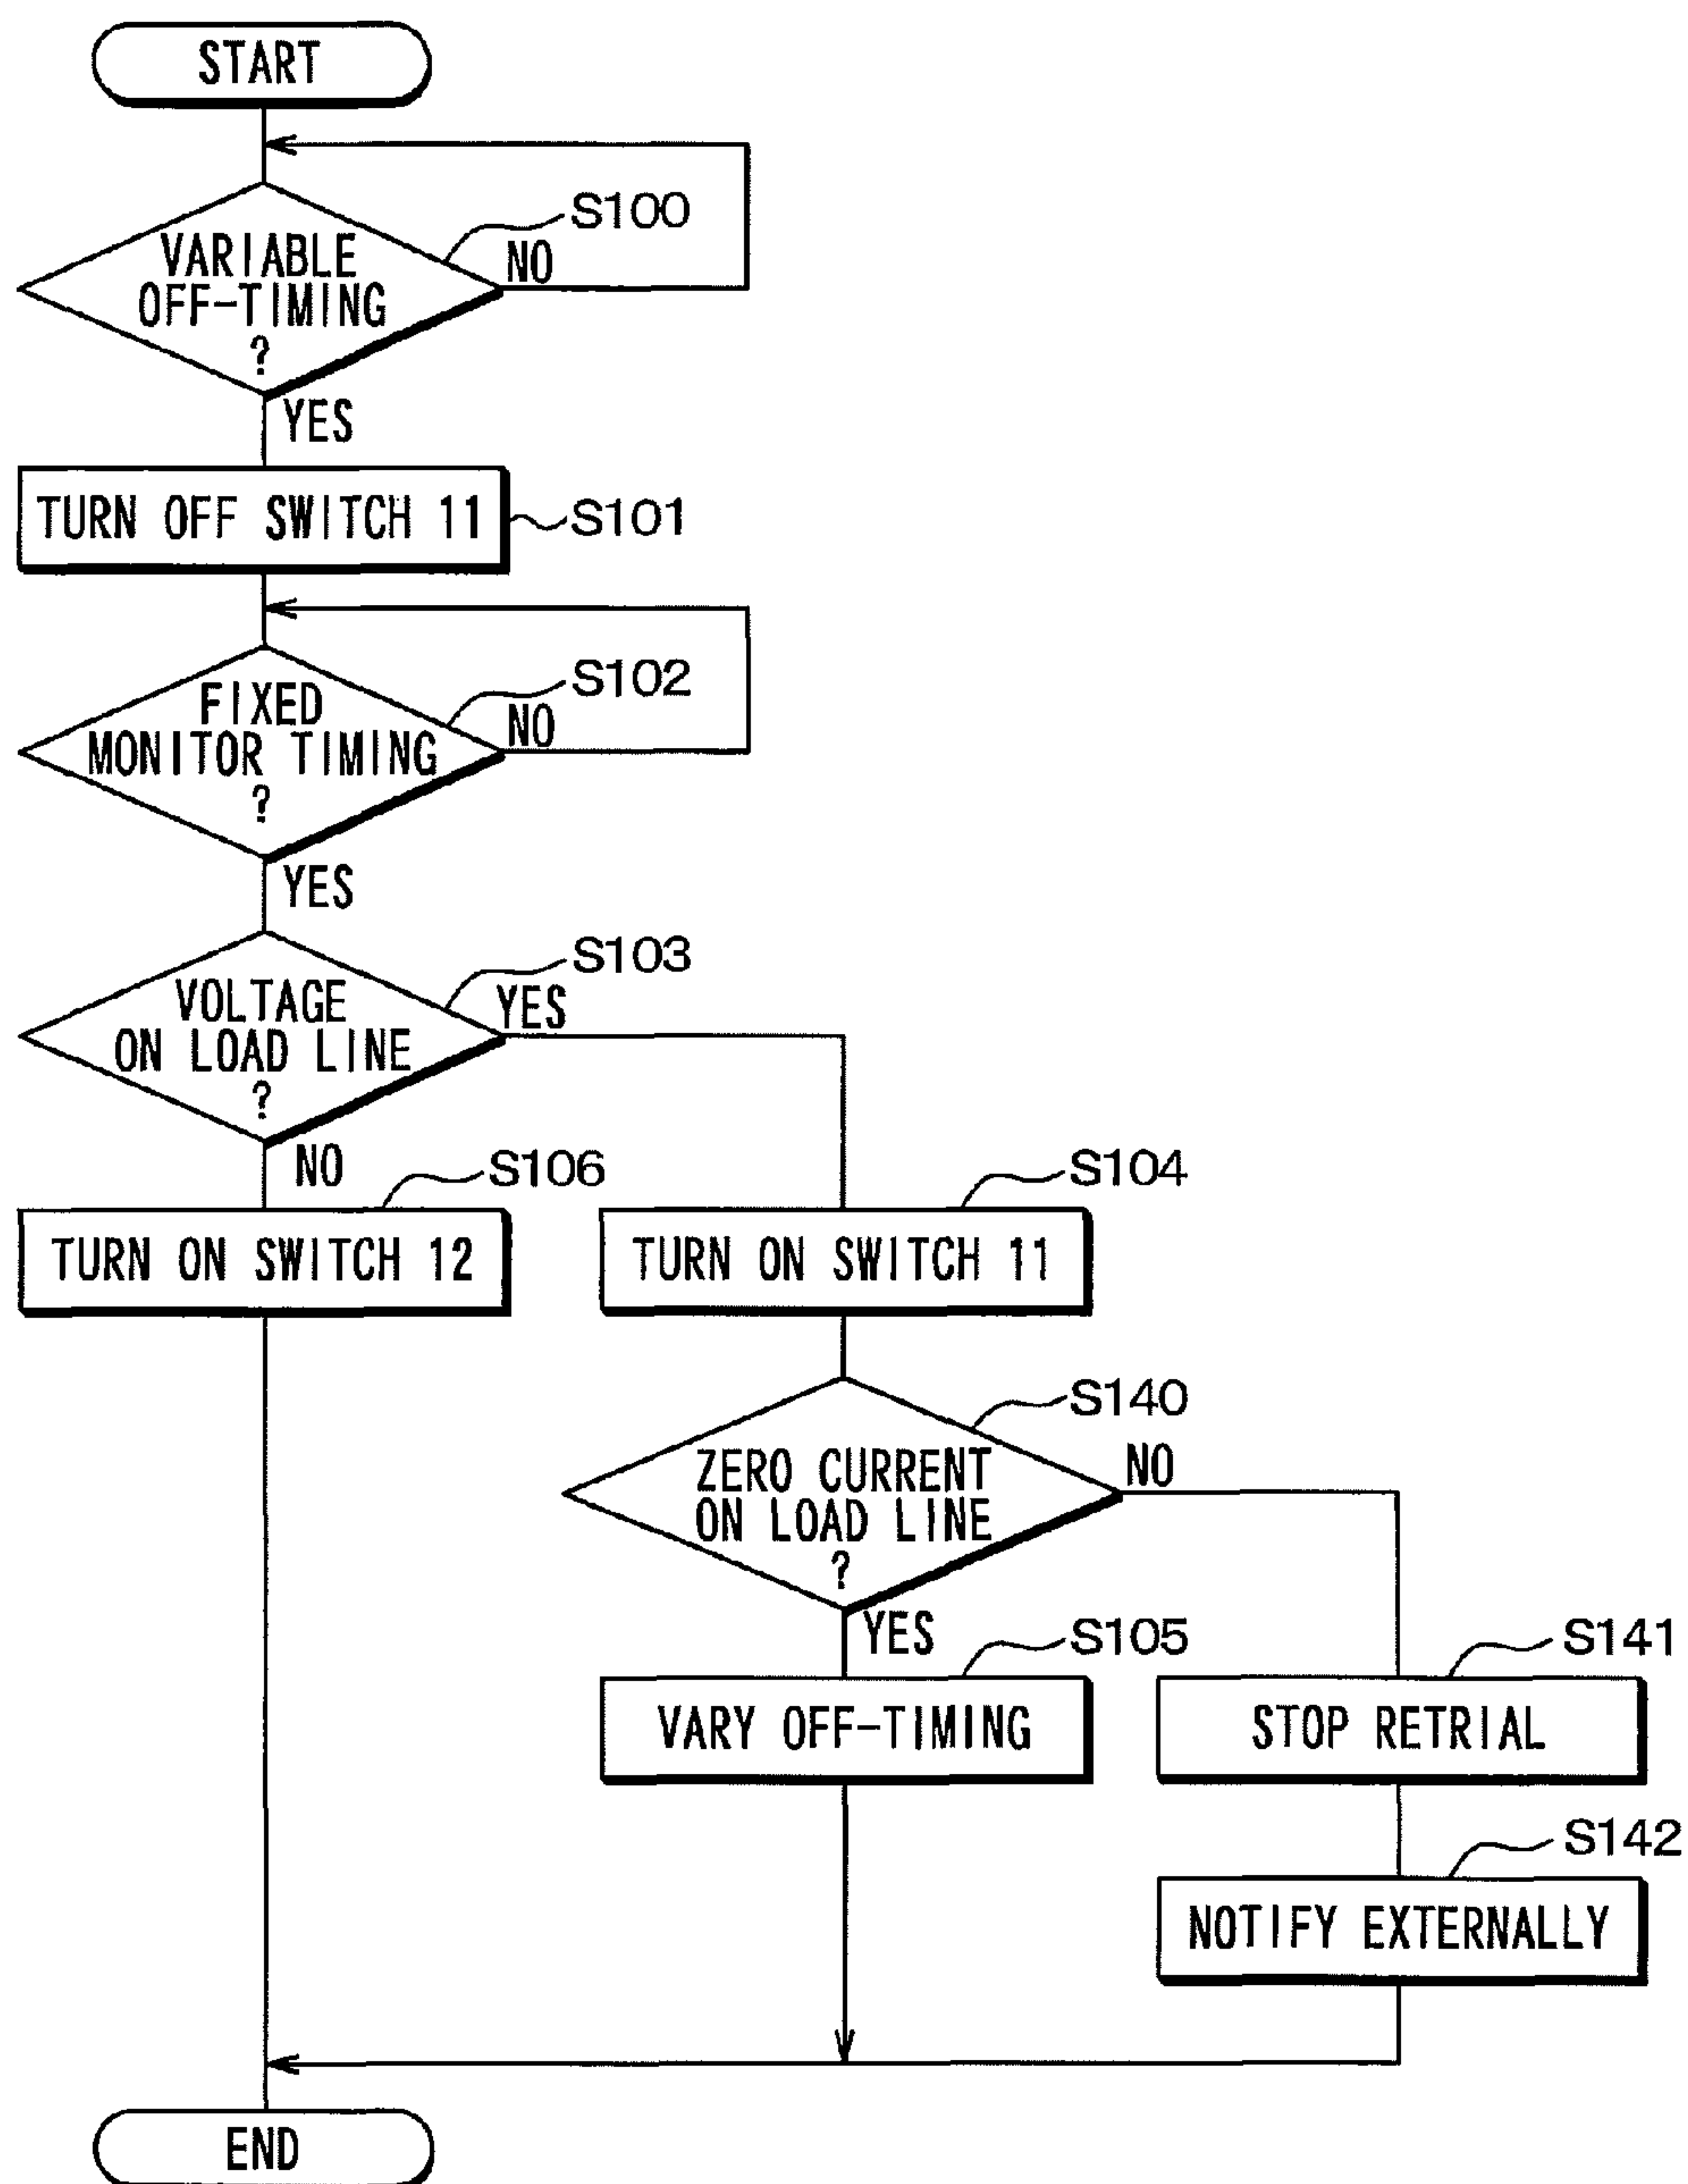 START
S100
VARIABLE
OFF-TIMING
?
NO
YES
TURN OFF SWITCH 11
S101
S102
FIXED
MONITOR TIMING
?
NO
YES
S103
VOLTAGE
ON LOAD LINE
?
YES
NO
S106
TURN ON SWITCH 12
S104
TURN ON SWITCH 11
S140
ZERO CURRENT
ON LOAD LINE
?
NO
YES
S105
VARY OFF-TIMING
S141
STOP RETRIAL
S142
NOTIFY EXTERNALLY
END